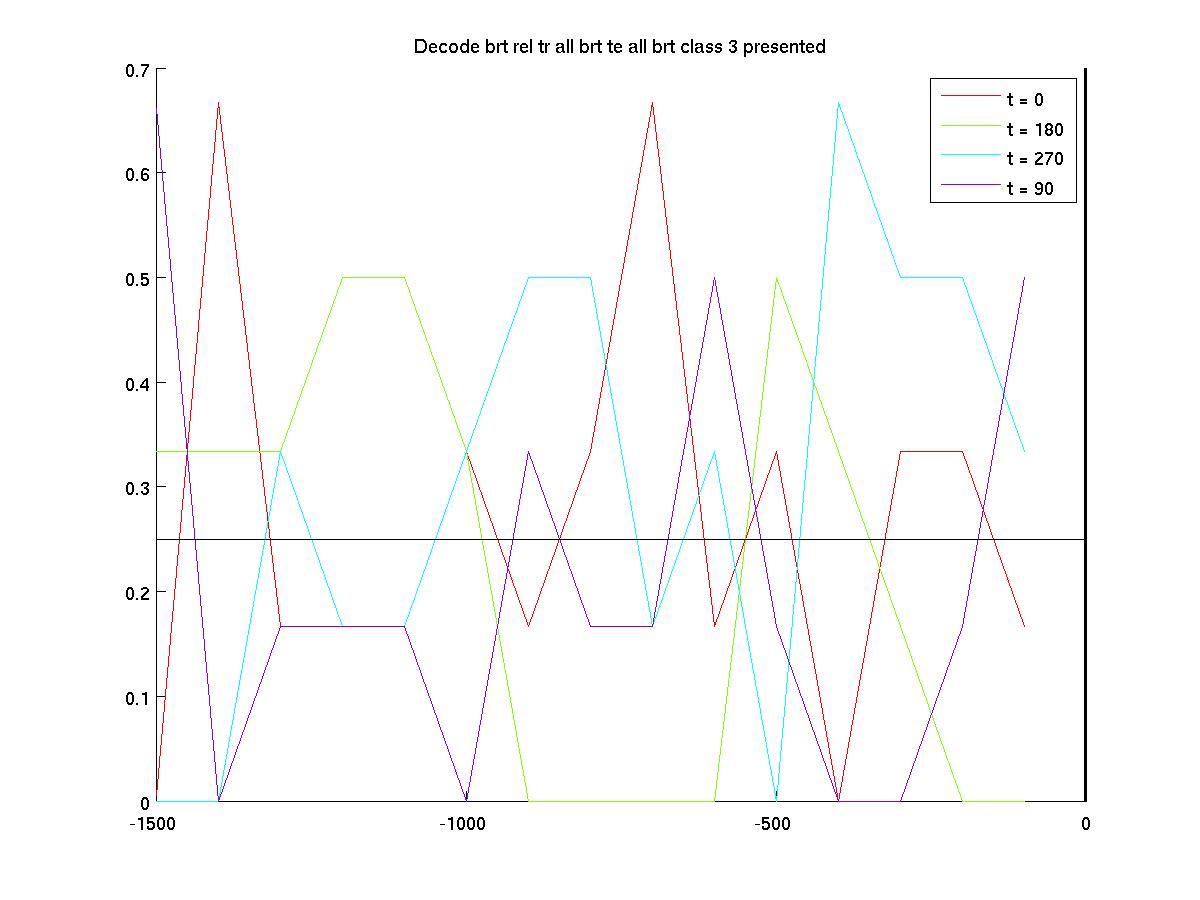 Decode brt rel tr all brt te all brt class 3 presented
0.7
t = 0
t = 180
t = 270
t = 90
0.6
0.5
0.4
0.3
0.2
0.1
0
-1500
-1000
-500
0